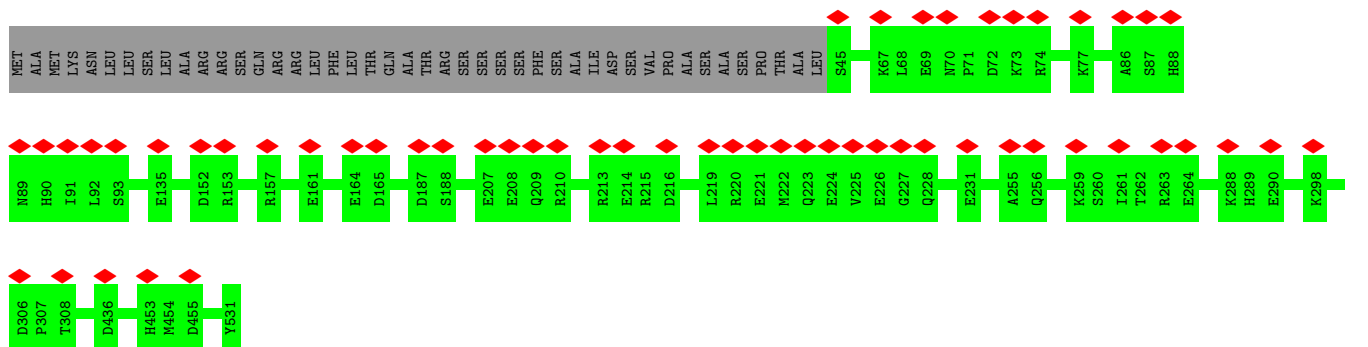 MET ALA MET LYS ASN LEU LEU SER LEU ALA ARG ARG SER GLN ARG ARG LEU PHE LEU THR GLN ALA THR ARG SER SER SER SER PHE SER ALA ILE ASP SER VAL PRO ALA SER ALA SER PRO THR ALA LEU S45 K67 L68 E69 N70 P71 D72 K73 R74 K77 A86 S87 H88
N89 H90 I91 L92 S93 E135 D152 R153 R157 E161 E164 D165 D187 S188 E207 E208 Q209 R210 R213 E214 R215 D216 L219 R220 E221 M222 Q223 E224 V225 E226 G227 Q228 E231 A255 Q256 K259 S260 I261 T262 R263 E264 K288 H289 E290 K298
D306 P307 T308 D436 H453 M454 D455 Y531